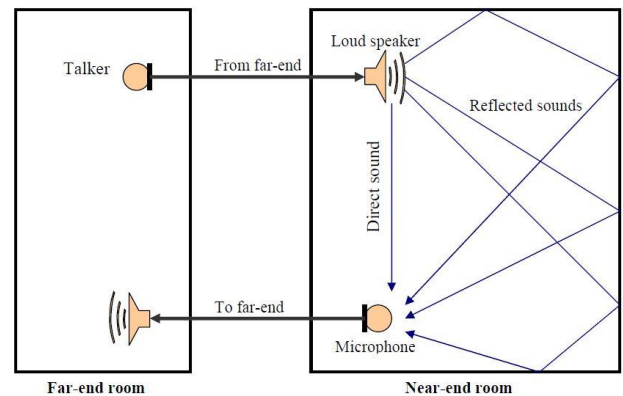 Loud speaker
Talker
From far-end
Reflected sounds
Direct sound
To far-end
Microphone
Far-end room
Near-end room